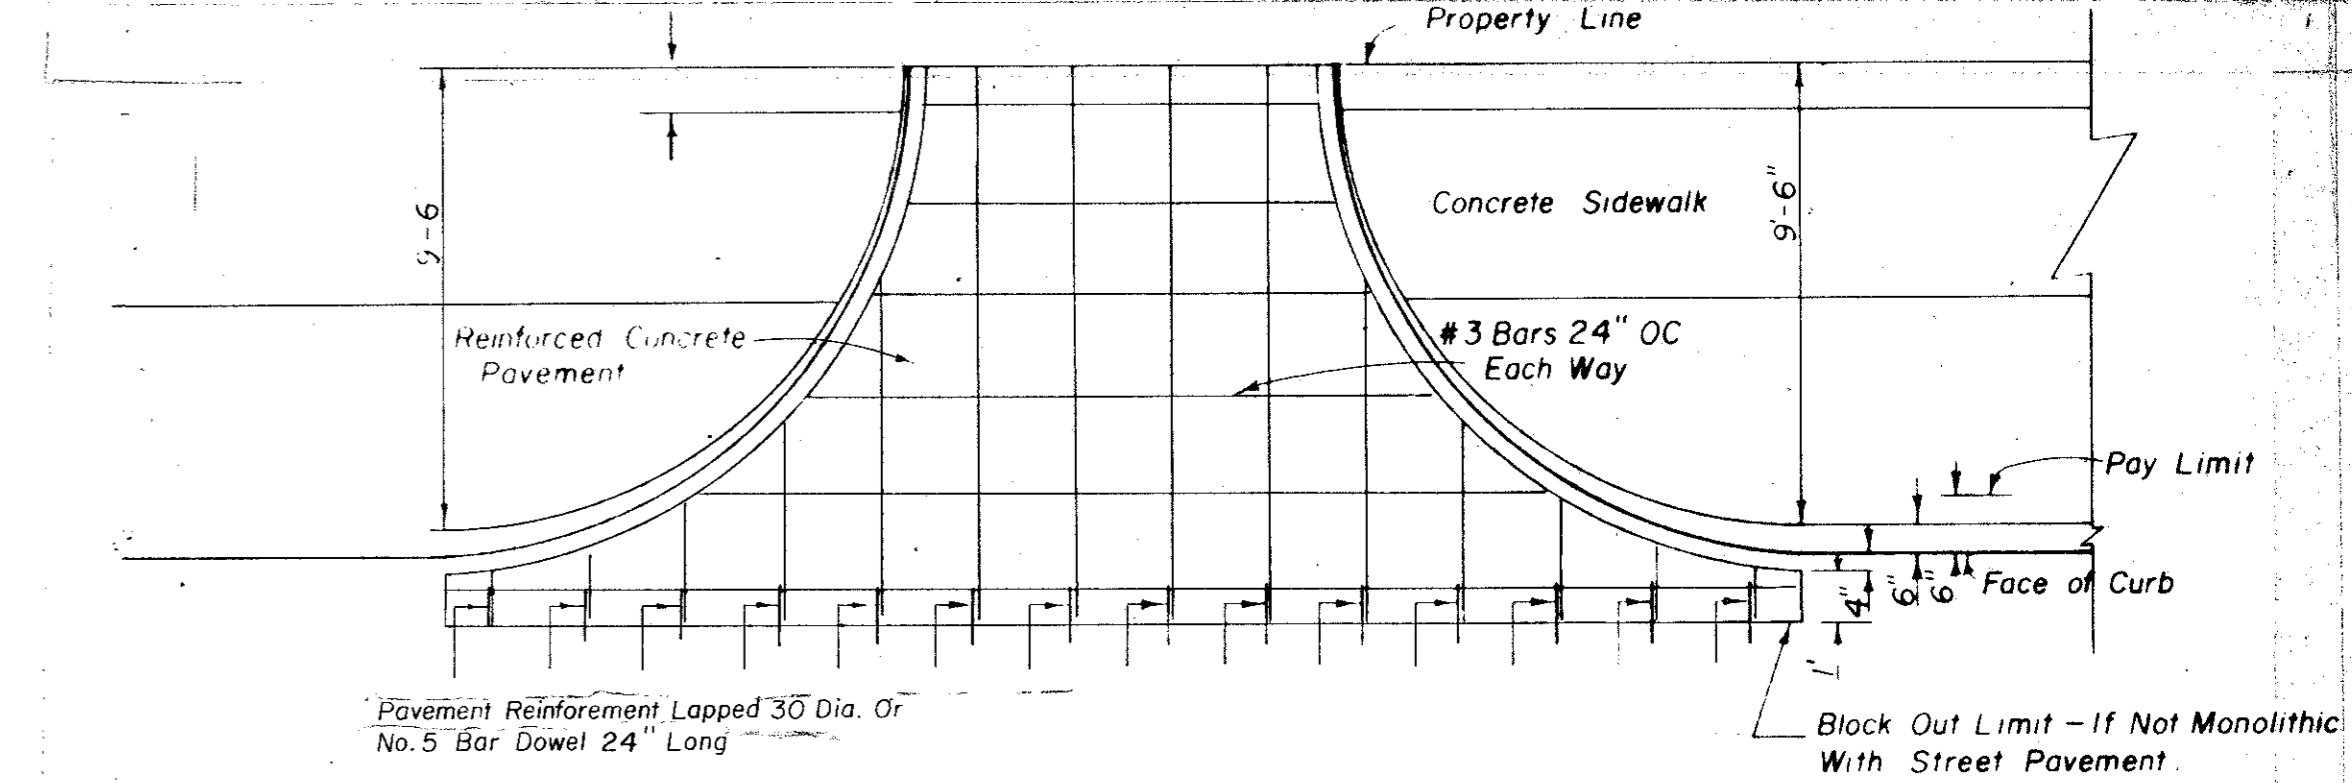 Property Line
9-6
9'-6"
Concrete Sidewalk
Reinforced Concrete
Pavement
#3 Bars 24" OC
Each Way
Pay Limit
4"
6"
6"
Face of Curb
1'
Pavement Reinforement Lapped 30 Dia. Or
No. 5 Bar Dowel 24" Long
Block Out Limit – If Not Monolithic
With Street Pavement.